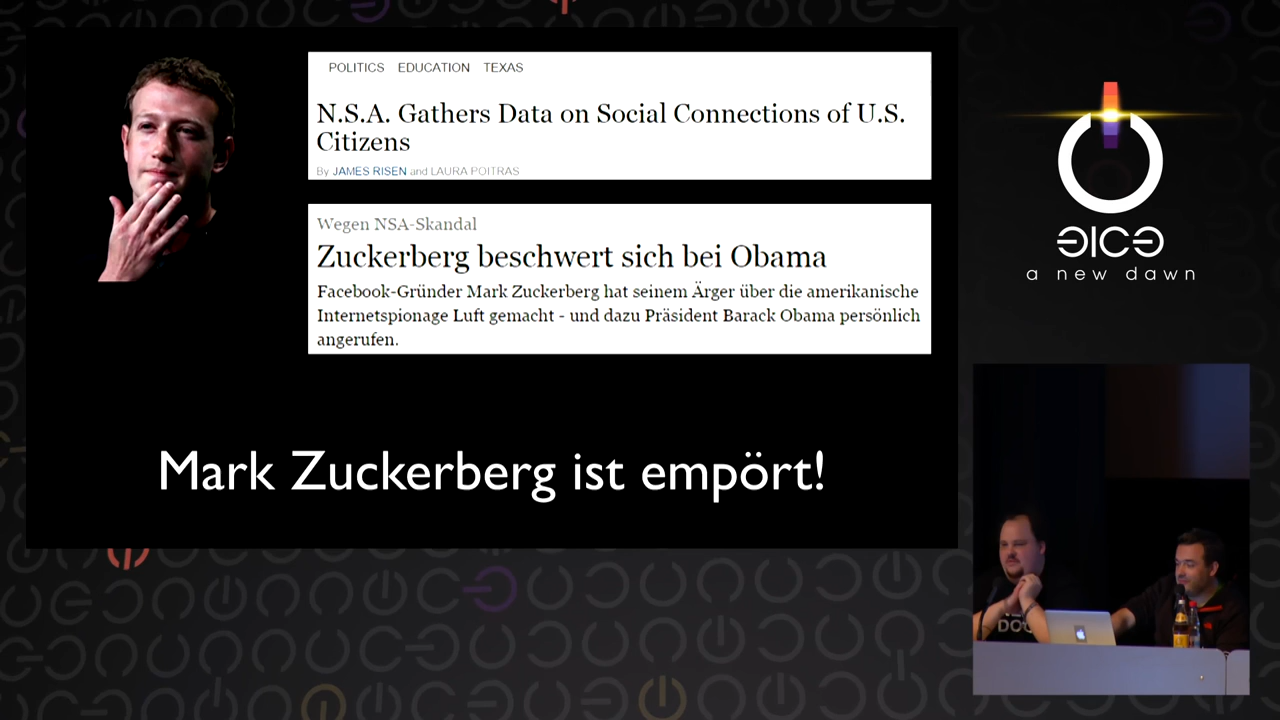 POLITICS EDUCATION TEXAS
N.S.A. Gathers Data on Social Connections of U.S.
Citizens
By JAMES RISEN and LAURA POITRAS
Wegen NSA-Skandal
Zuckerberg beschwert sich bei Obama
Facebook-Gründer Mark Zuckerberg hat seinem Ärger über die amerikanische
Internetspionage Luft gemacht - und dazu Präsident Barack Obama persönlich
angerufen.
Mark Zuckerberg ist empört!
a new dawn